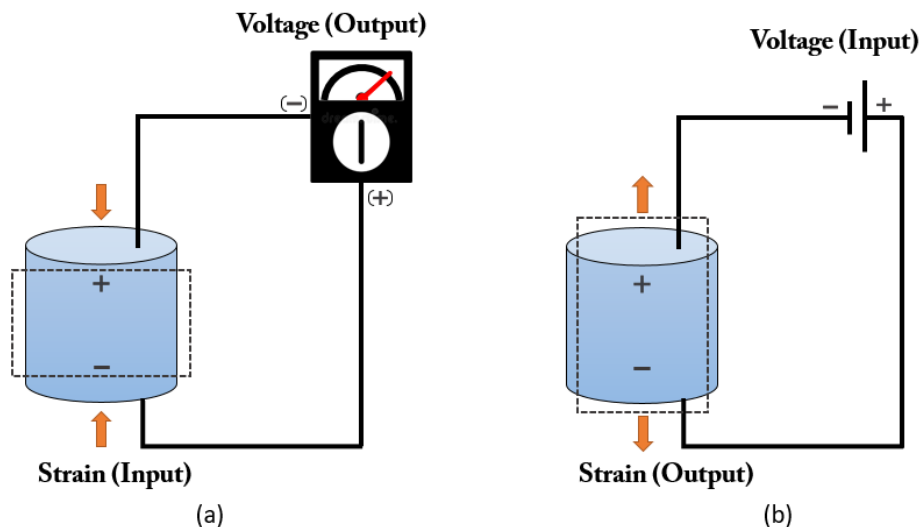 Voltage (Output)
(−)
(+)
+
−
Strain (Input)
(a)
Voltage (Input)
− +
+
−
Strain (Output)
(b)